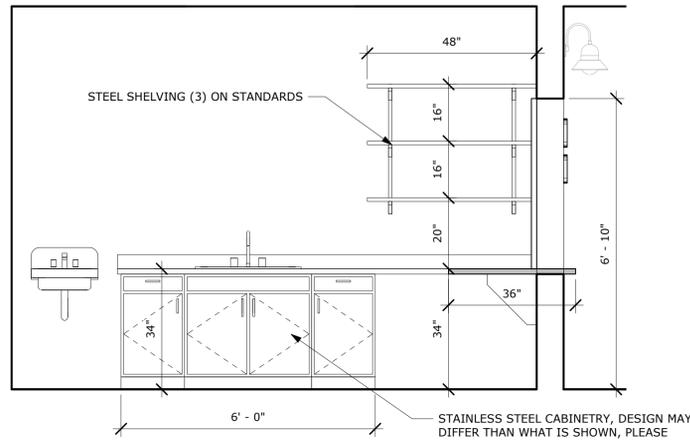 48"
STEEL SHELVING (3) ON STANDARDS
16"
16"
20"
6' - 10"
36"
34"
34"
6' - 0"
STAINLESS STEEL CABINETRY, DESIGN MAY
DIFFER THAN WHAT IS SHOWN, PLEASE